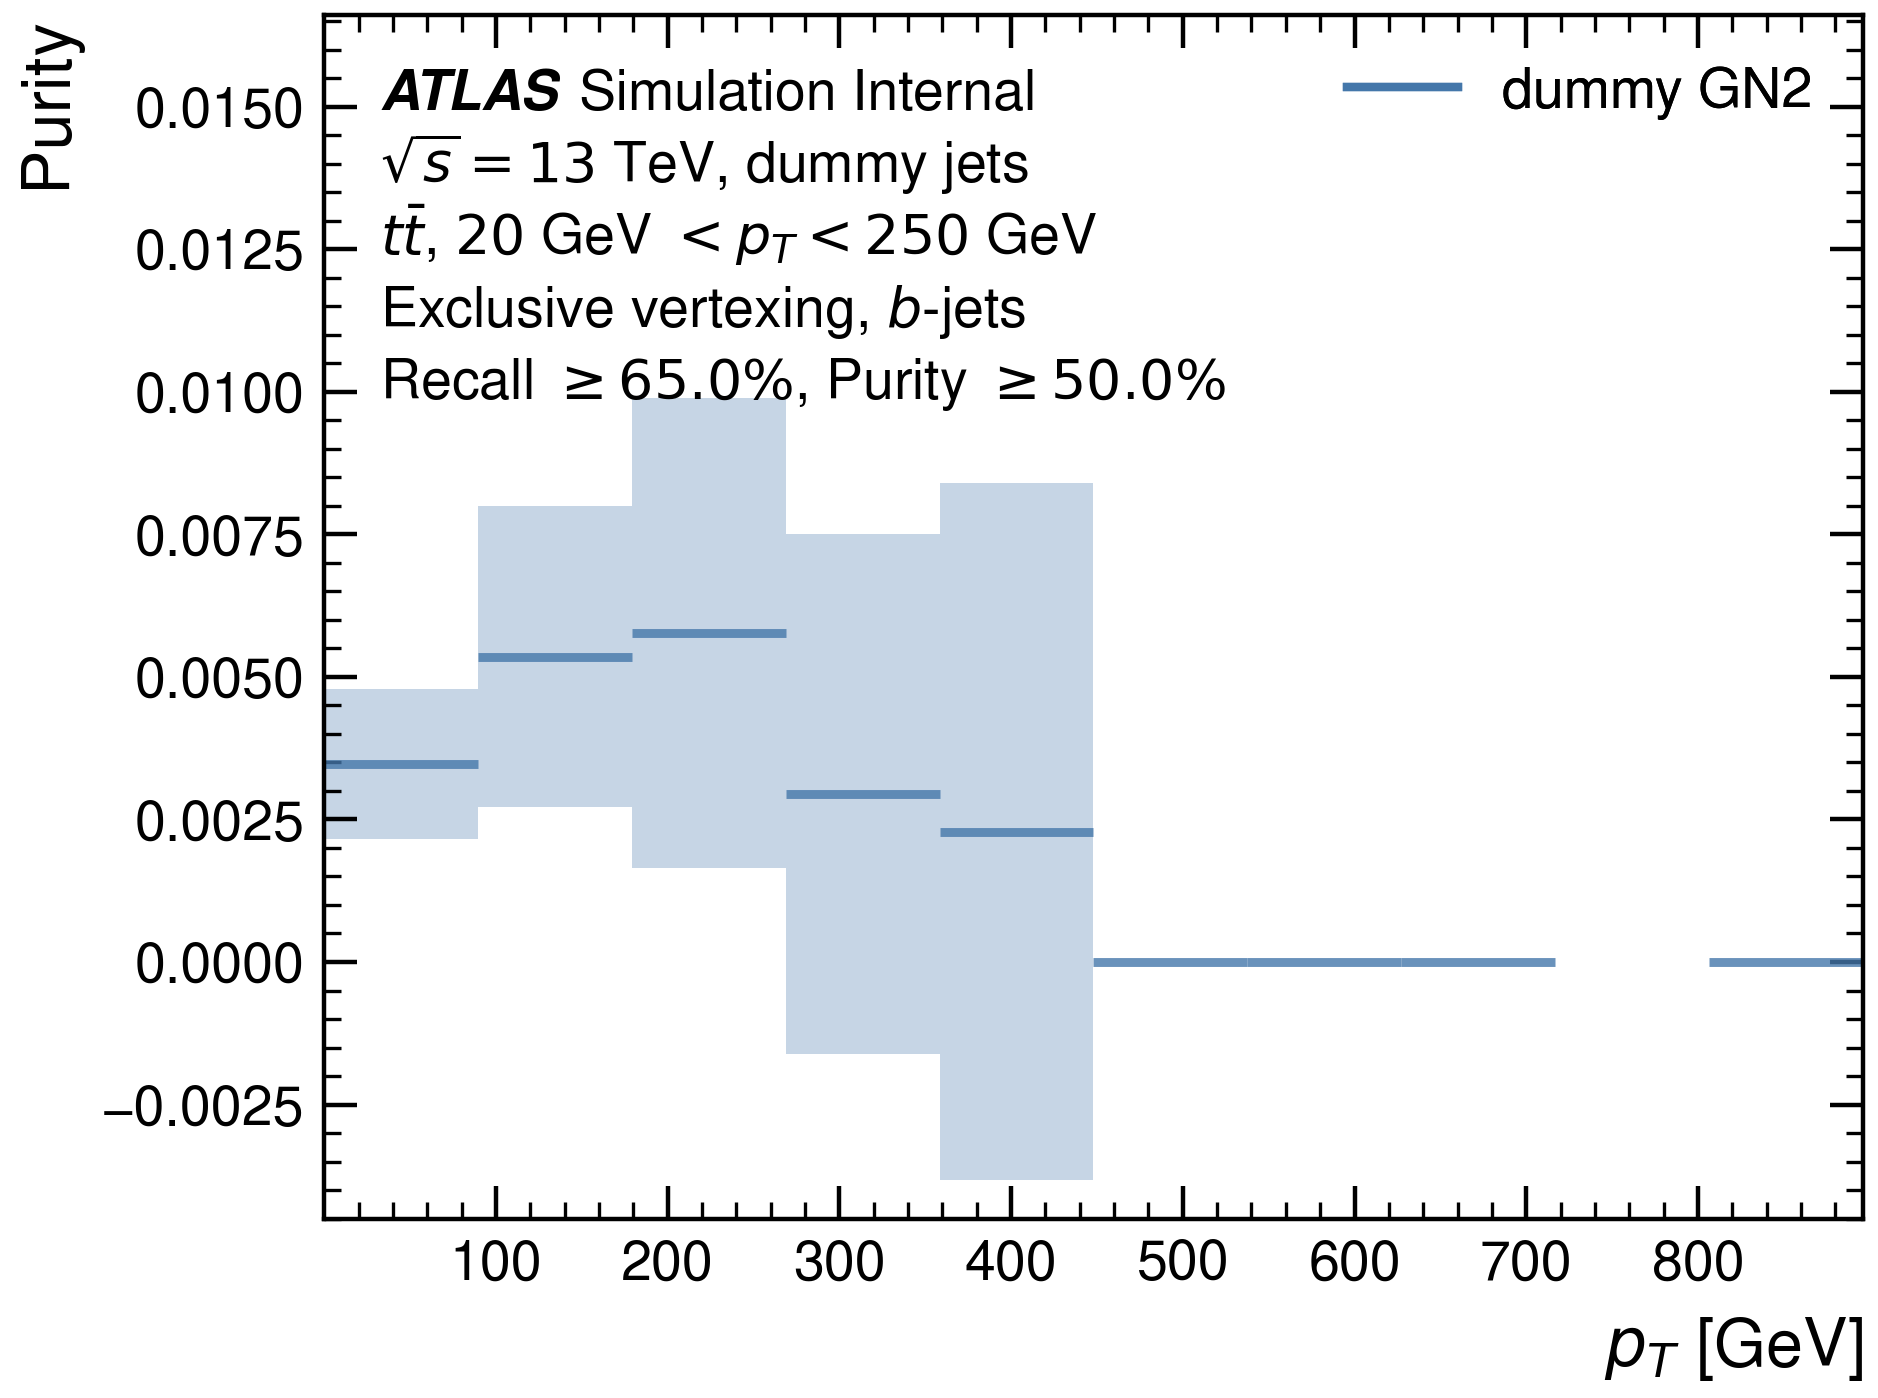 Purity
ATLAS Simulation Internal
√s = 13 TeV, dummy jets
tt̄, 20 GeV < p_T < 250 GeV
Exclusive vertexing, b-jets
Recall ≥ 65.0%, Purity ≥ 50.0%
dummy GN2
0.0150
0.0125
0.0100
0.0075
0.0050
0.0025
0.0000
−0.0025
100 200 300 400 500 600 700 800
p_T [GeV]